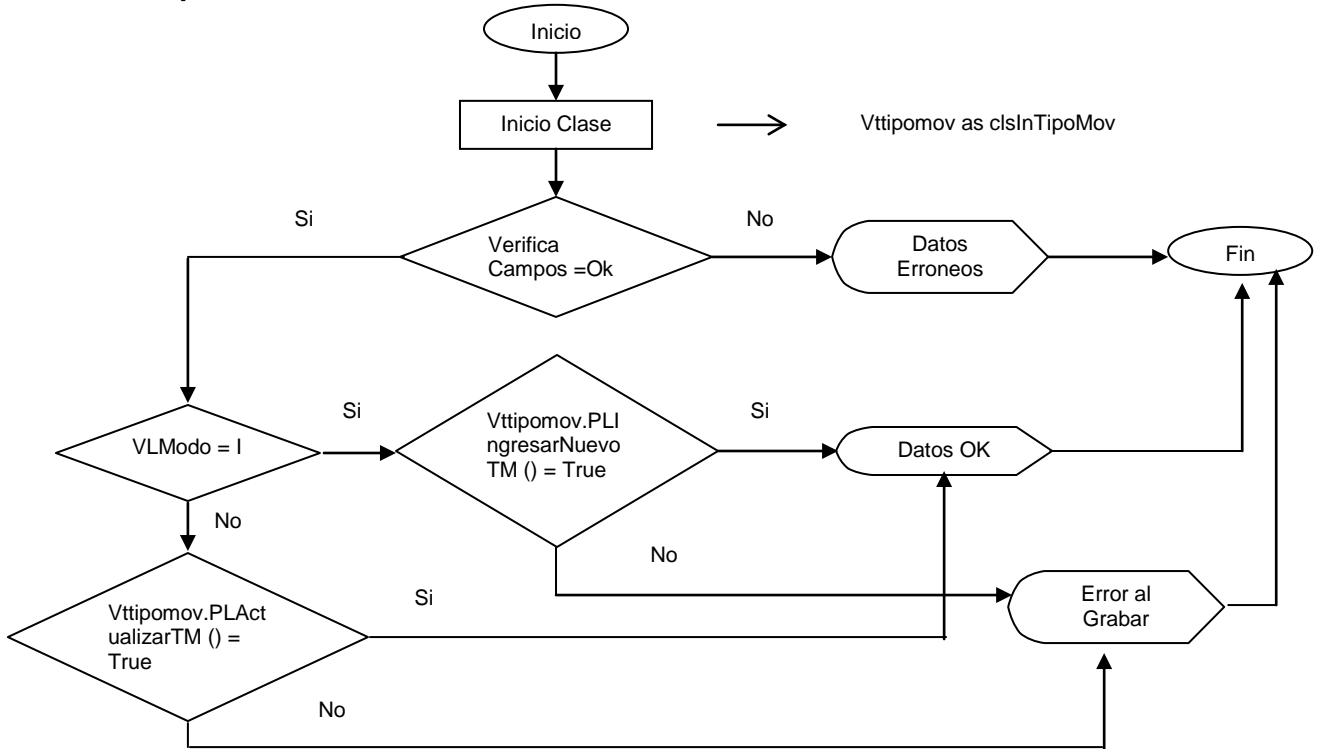 Inicio
Inicio Clase
Vttipomov as clsInTipoMov
Si
No
Verifica
Campos =Ok
Datos
Erroneos
Fin
Si
Si
VLModo = I
Vttipomov.PLI
ngresarNuevo
TM () = True
Datos OK
No
No
Si
Vttipomov.PLAct
ualizarTM () =
True
Error al
Grabar
No